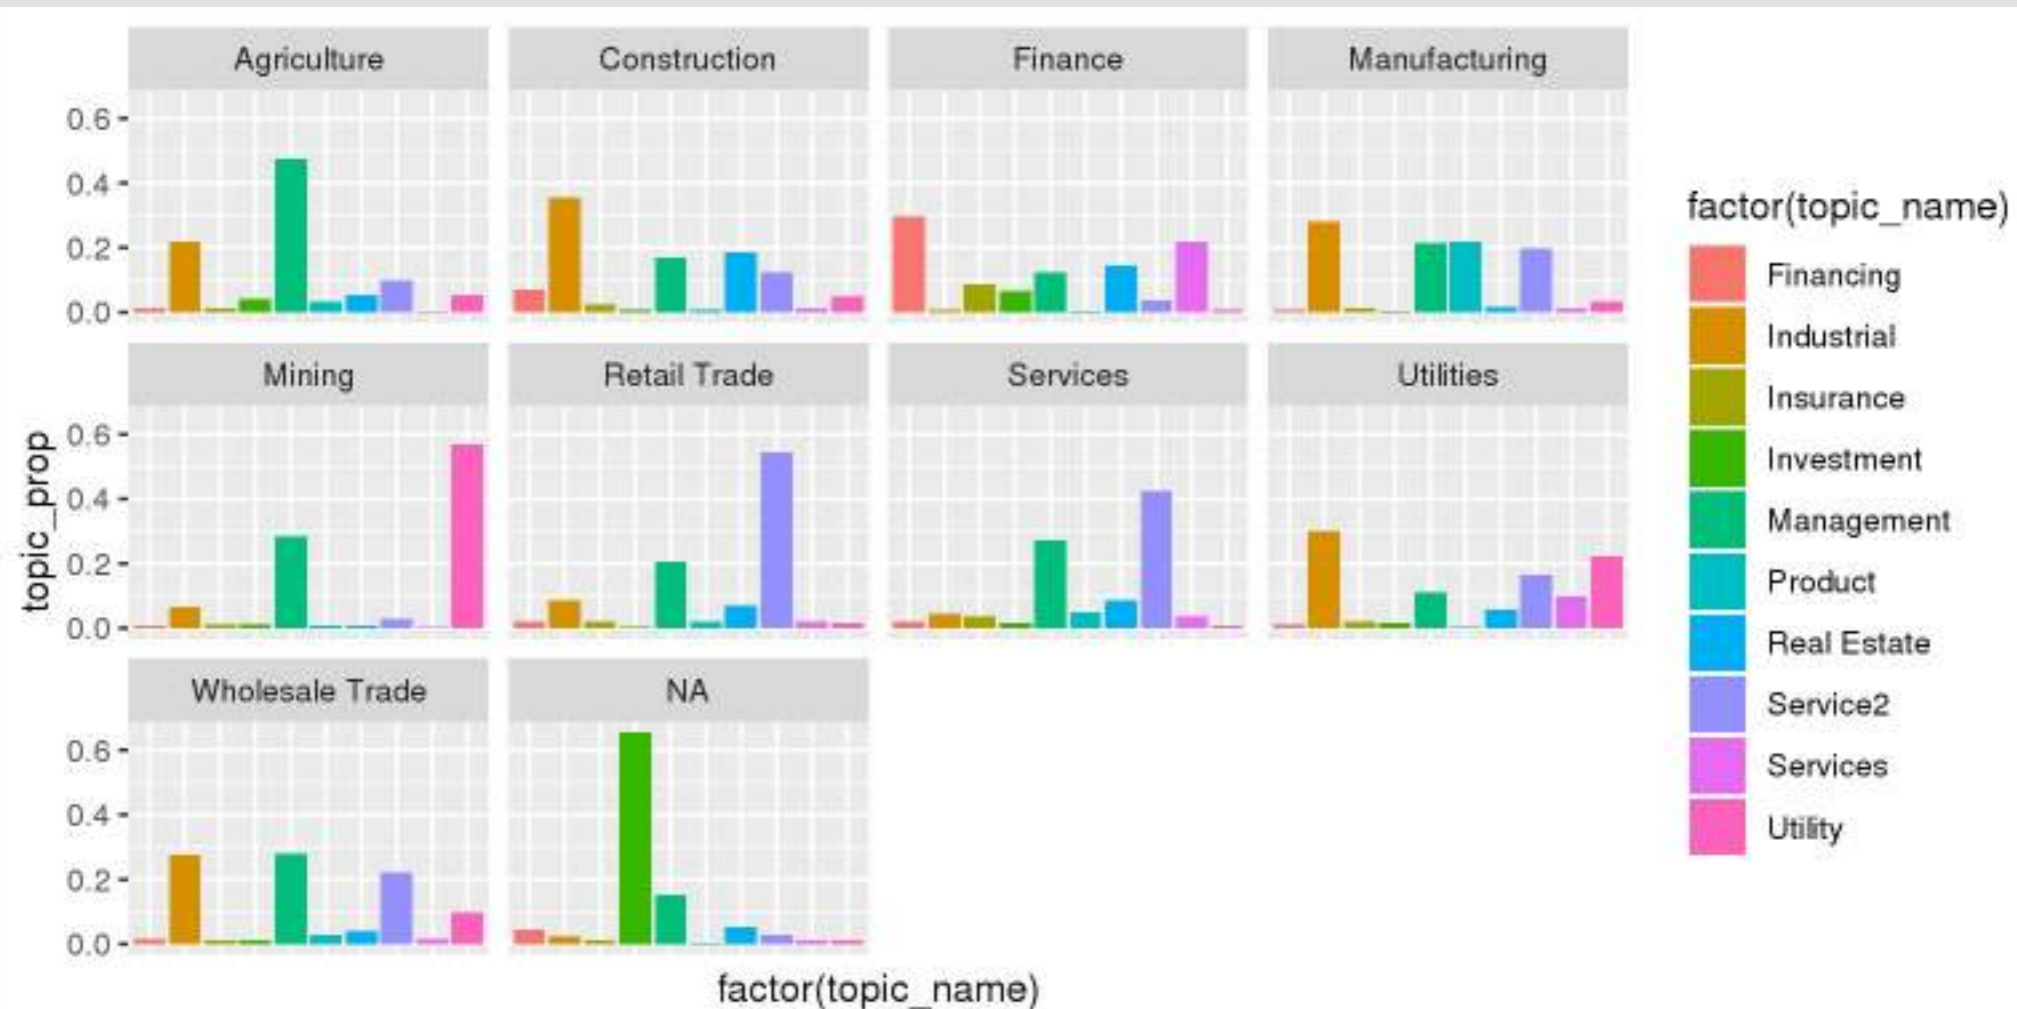 Agriculture
Construction
Finance
Manufacturing
0.6
0.4
0.2
0.0
Mining
Retail Trade
Services
Utilities
0.6
0.4
0.2
0.0
Wholesale Trade
NA
0.6
0.4
0.2
0.0
topic_prop
factor(topic_name)
factor(topic_name)
Financing
Industrial
Insurance
Investment
Management
Product
Real Estate
Service2
Services
Utility